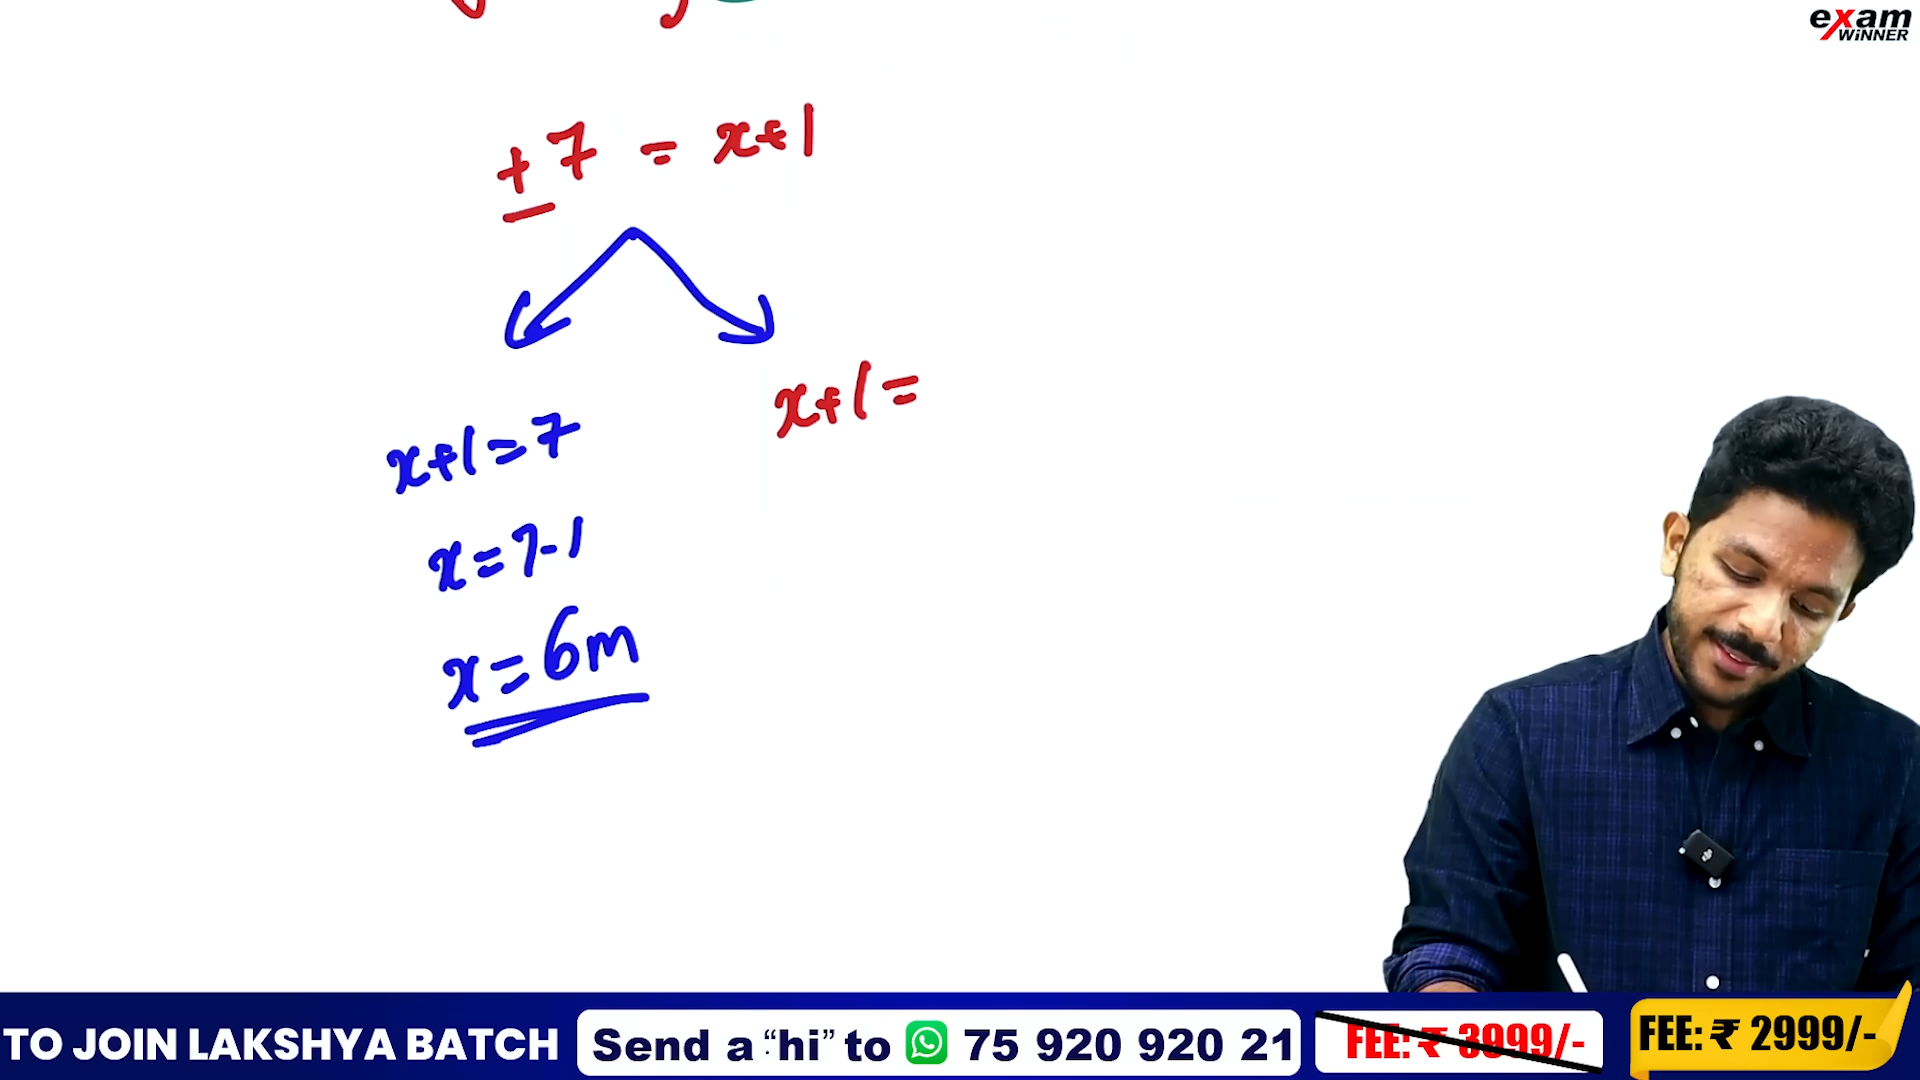 exam
WiNNER
± 7 = x+1
x+1=
x+1=7
x=7-1
x=6m
TO JOIN LAKSHYA BATCH
Send a “hi” to 75 920 920 21
FEE: ₹ 3999/-
FEE: ₹ 2999/-